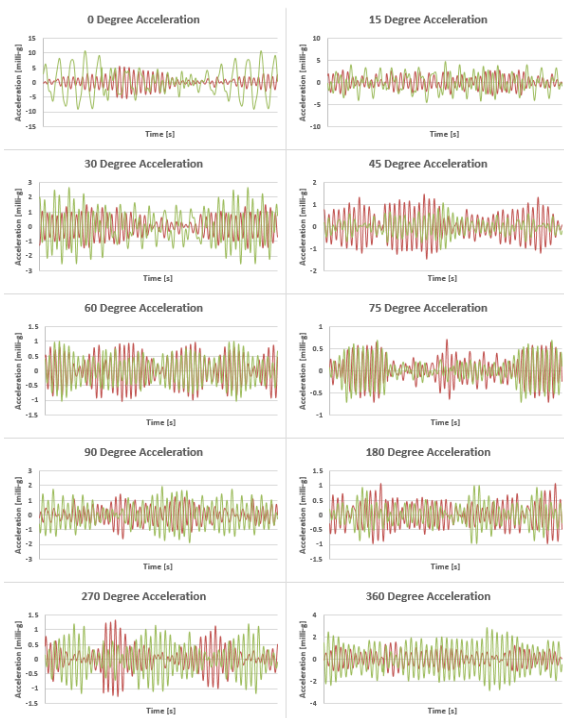 0 Degree Acceleration
Acceleration [milli-g]
15
10
5
0
-5
-10
-15
Time [s]
15 Degree Acceleration
Acceleration [milli-g]
10
5
0
-5
-10
Time [s]
30 Degree Acceleration
Acceleration [milli-g]
3
2
1
0
-1
-2
-3
Time [s]
45 Degree Acceleration
Acceleration [milli-g]
2
1
0
-1
-2
Time [s]
60 Degree Acceleration
Acceleration [milli-g]
1.5
1
0.5
0
-0.5
-1
-1.5
Time [s]
75 Degree Acceleration
Acceleration [milli-g]
1
0.5
0
-0.5
-1
Time [s]
90 Degree Acceleration
Acceleration [milli-g]
3
2
1
0
-1
-2
-3
Time [s]
180 Degree Acceleration
Acceleration [milli-g]
1.5
1
0.5
0
-0.5
-1
-1.5
Time [s]
270 Degree Acceleration
Acceleration [milli-g]
1.5
1
0.5
0
-0.5
-1
-1.5
Time [s]
360 Degree Acceleration
Acceleration [milli-g]
4
2
0
-2
-4
Time [s]